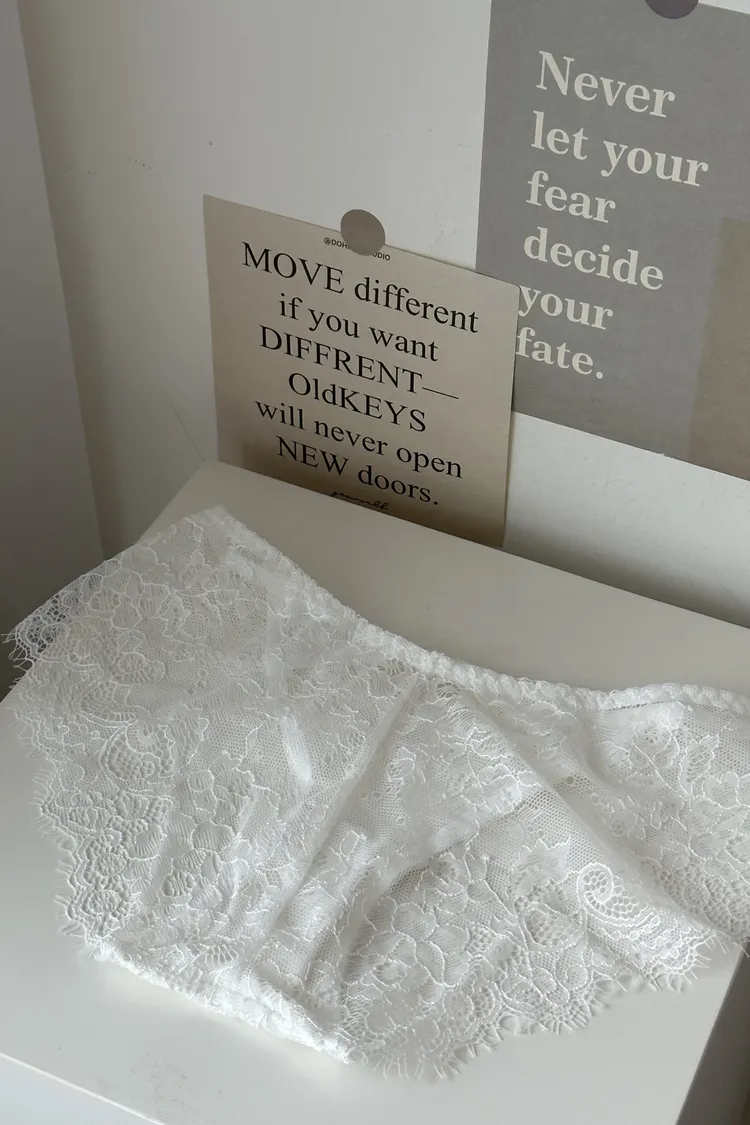 MOVE different
if you want
DIFFRENT—
OldKEYS
will never open
NEW doors.
Never
let your
fear
decide
your
fate.